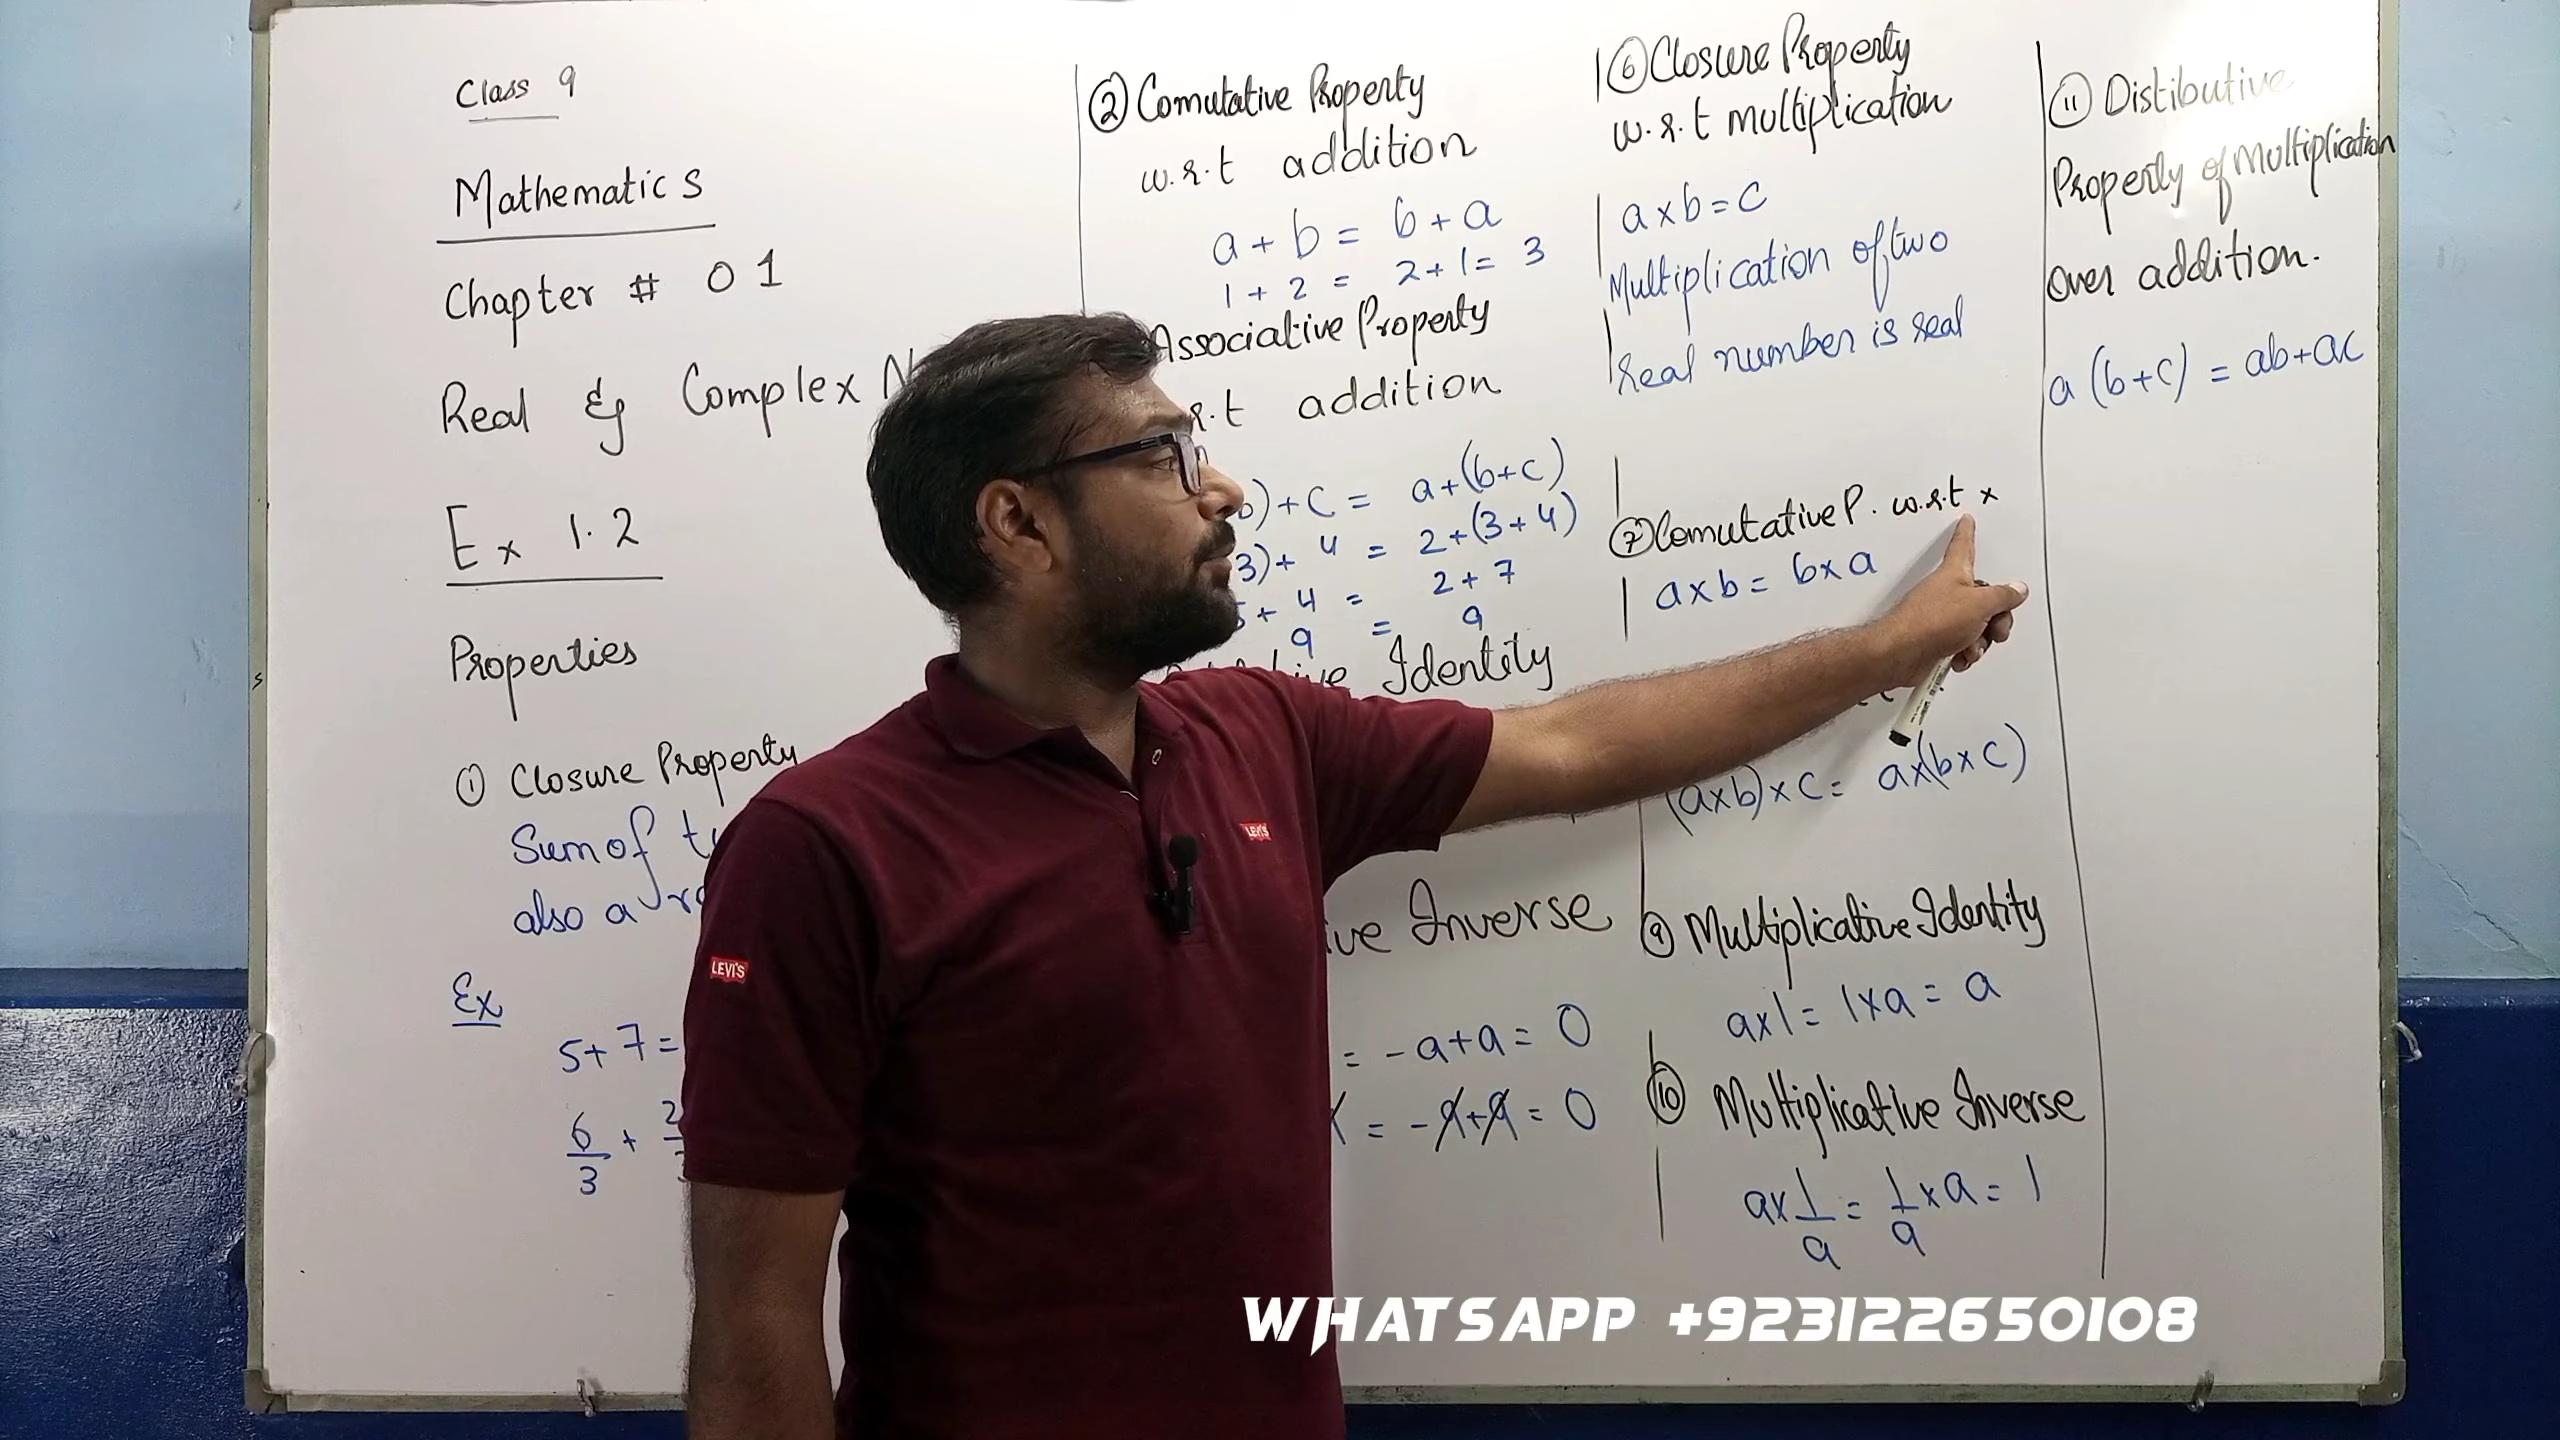 Class 9
Mathematics
Chapter # 01
Real & Complex N
Ex 1.2
Properties
① Closure Property
Sum of
also a
Ex
5+7=
6/3 + 2
② Comutative Property
w.r.t addition
a + b = b + a
1 + 2 = 2 + 1 = 3
Associative Property
r.t addition
)+c = a+(b+c)
3)+ 4 = 2+(3+4)
+ 4 = 2+7
9 = 9
ive Identity
ive Inverse
= -a+a = 0
= -a+a = 0
⑥ Closure Property
w.r.t multiplication
a×b=c
Multiplication of two
real number is real
⑦ Comutative P. w.r.t ×
a×b = b×a
(a×b)×c = a×(b×c)
⑨ Multiplicative Identity
a×1 = 1×a = a
⑩ Multiplicative Inverse
a×1/a = 1/a×a = 1
⑪ Distibutive
Property of Multiplication
over addition.
a(b+c) = ab+ac
LEVI'S
LEVI'S
WHATSAPP +923122650108